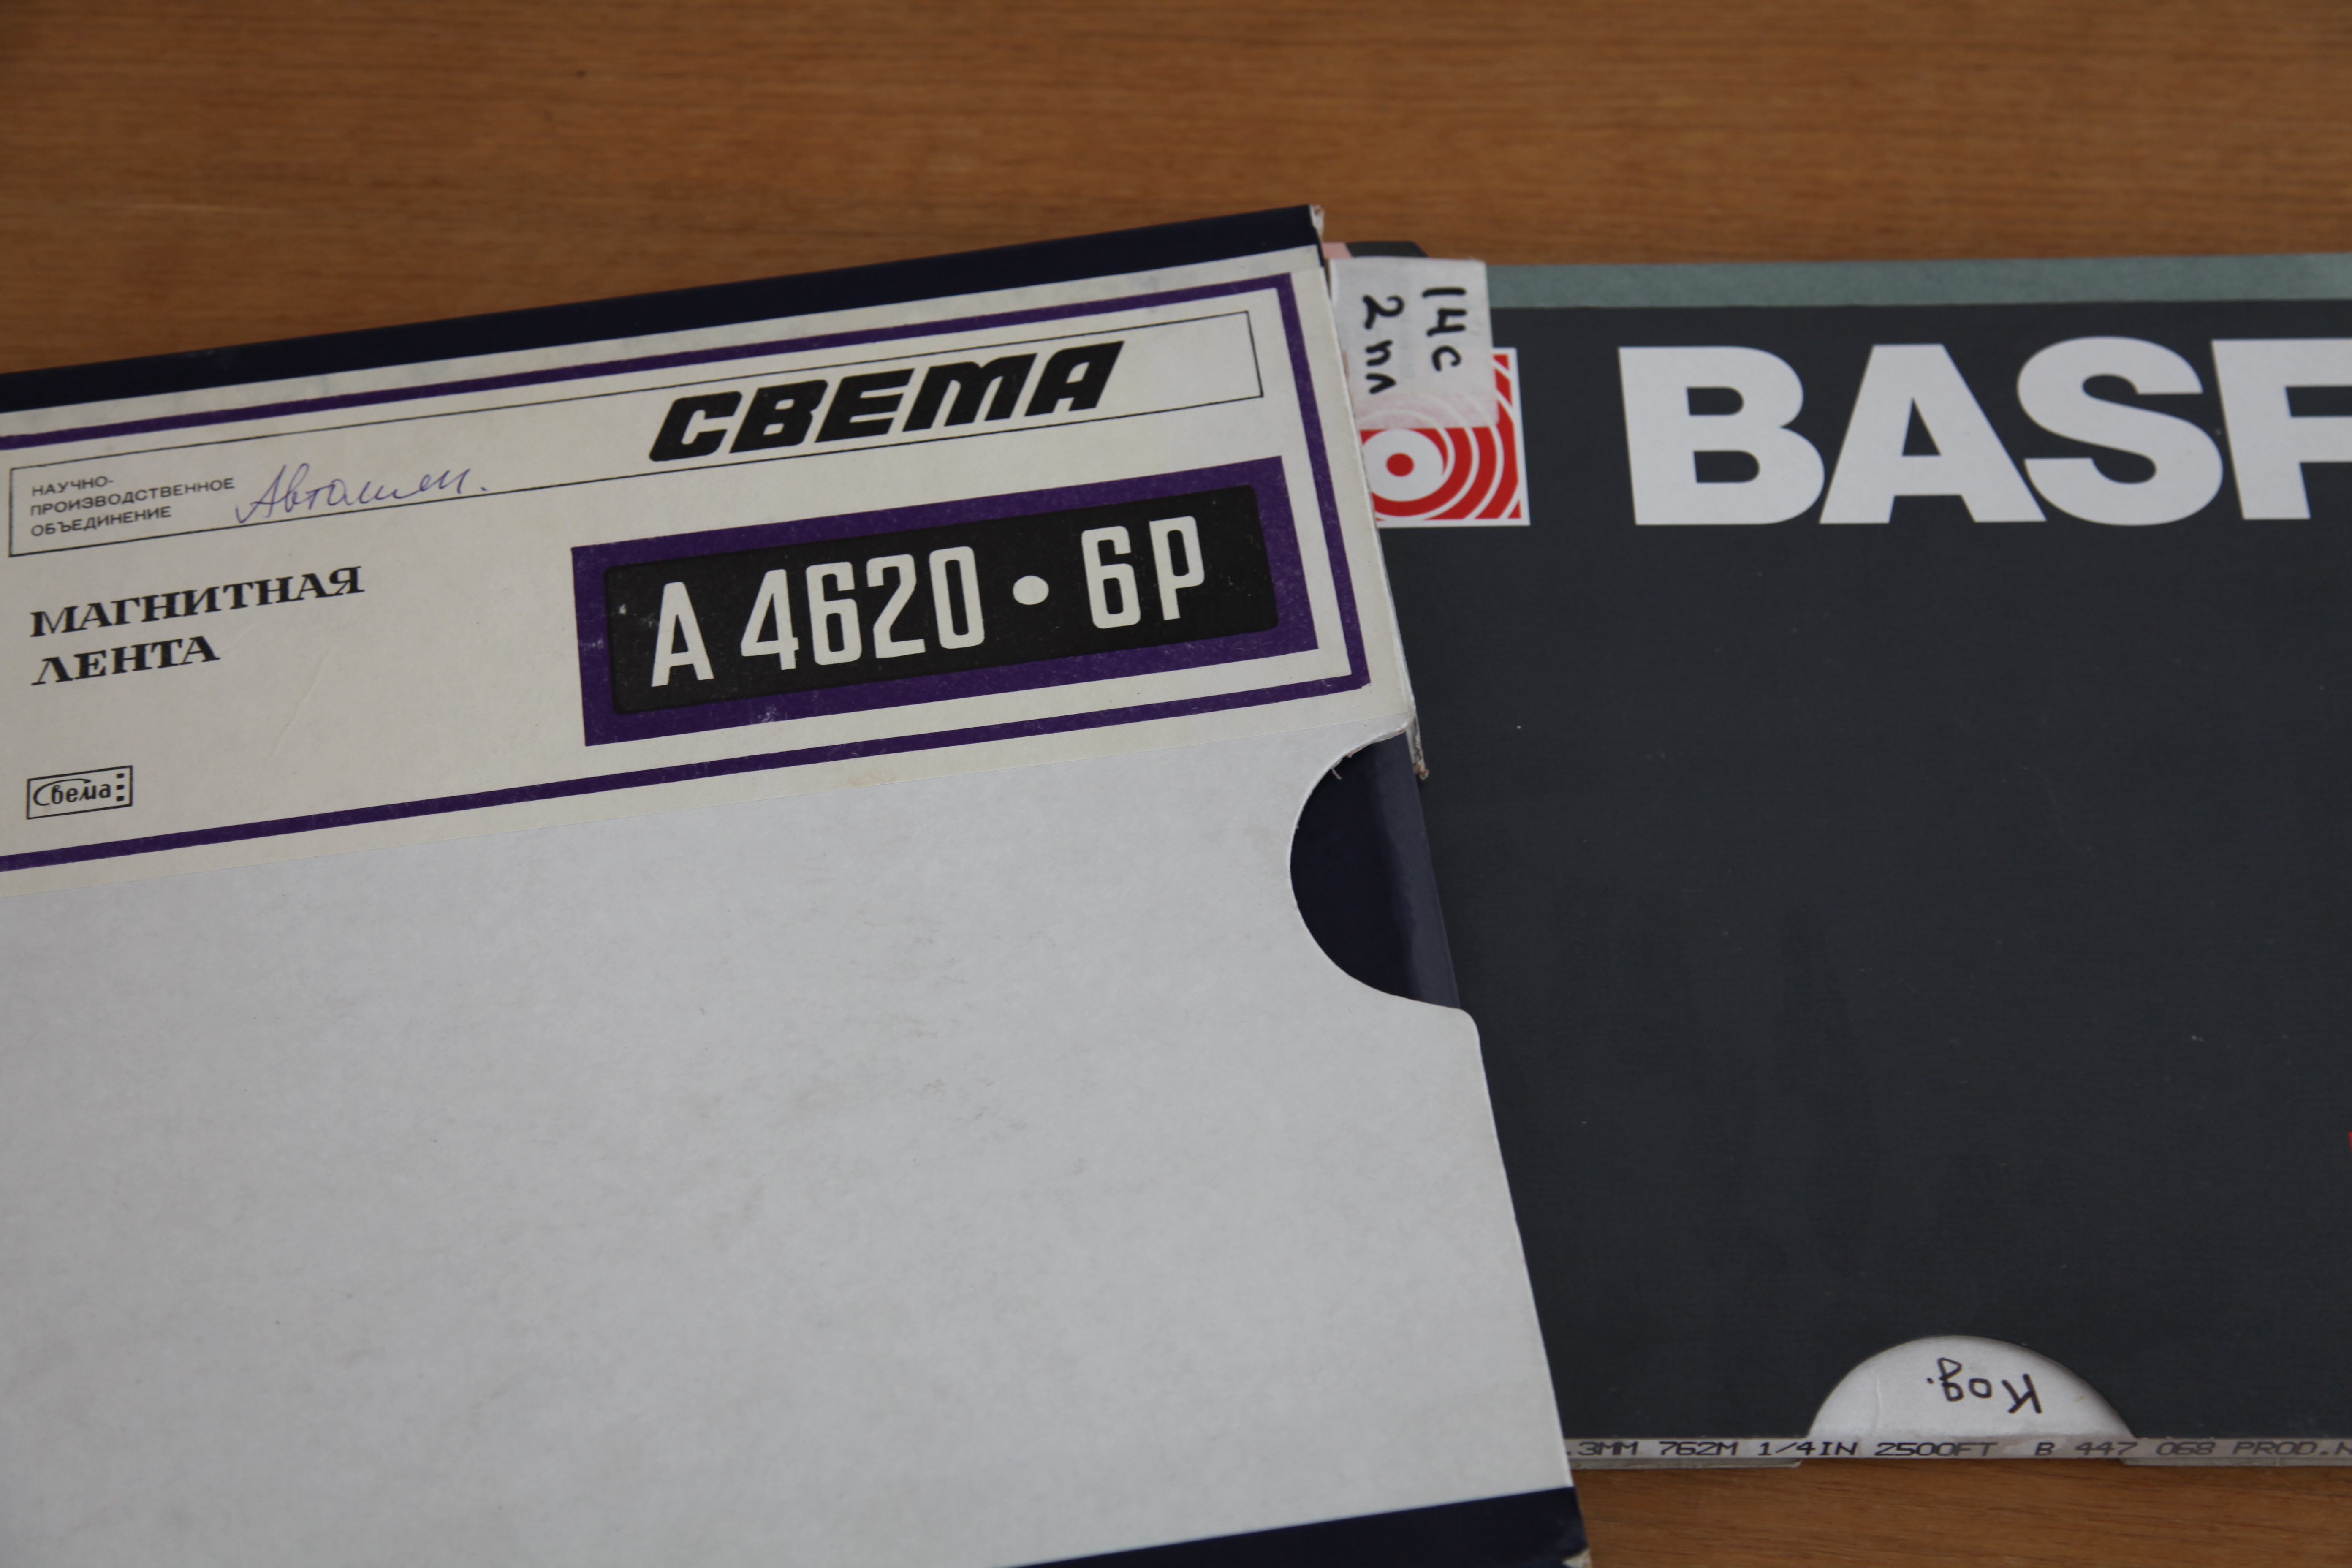 СВЕМА
НАУЧНО-
ПРОИЗВОДСТВЕННОЕ
ОБЪЕДИНЕНИЕ
МАГНИТНАЯ
ЛЕНТА
А 4620 • 6Р
Свема
14с
2 пл
BASF
Код.
.3MM 762M 1/4IN 2500FT B 447 068 PROD.N